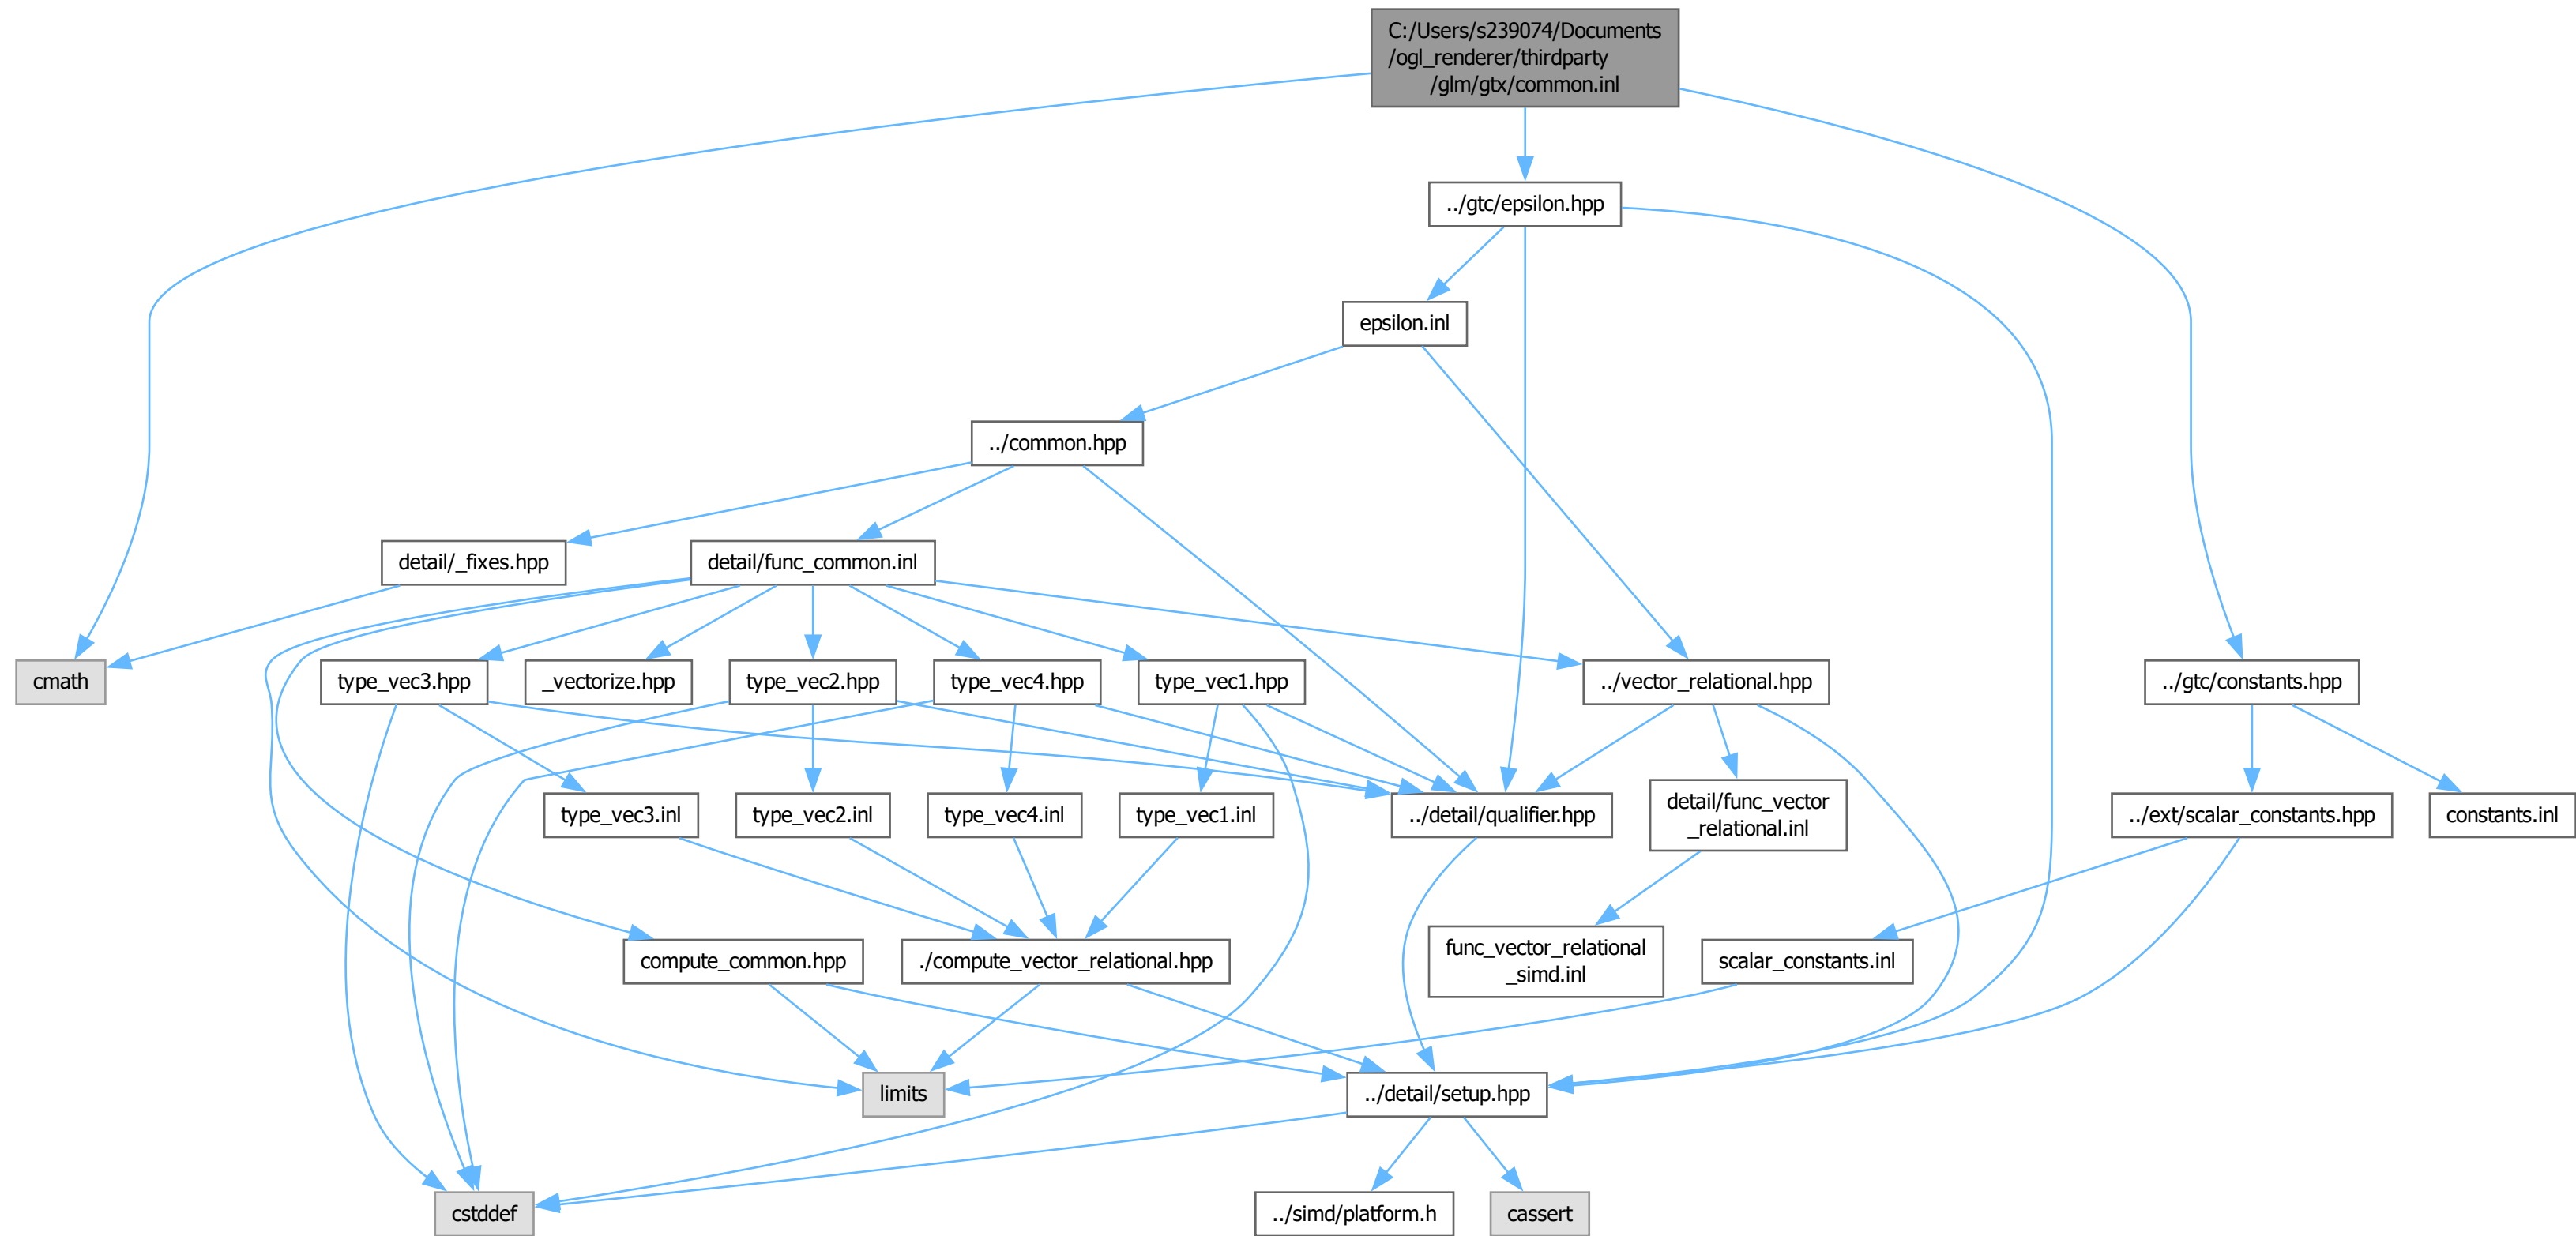 C:/Users/s239074/Documents
/ogl_renderer/thirdparty
/glm/gtx/common.inl
../gtc/epsilon.hpp
epsilon.inl
../common.hpp
detail/_fixes.hpp
detail/func_common.inl
cmath
type_vec3.hpp
_vectorize.hpp
type_vec2.hpp
type_vec4.hpp
type_vec1.hpp
../vector_relational.hpp
../gtc/constants.hpp
type_vec3.inl
type_vec2.inl
type_vec4.inl
type_vec1.inl
../detail/qualifier.hpp
detail/func_vector
_relational.inl
../ext/scalar_constants.hpp
constants.inl
compute_common.hpp
./compute_vector_relational.hpp
func_vector_relational
_simd.inl
scalar_constants.inl
limits
../detail/setup.hpp
cstddef
../simd/platform.h
cassert